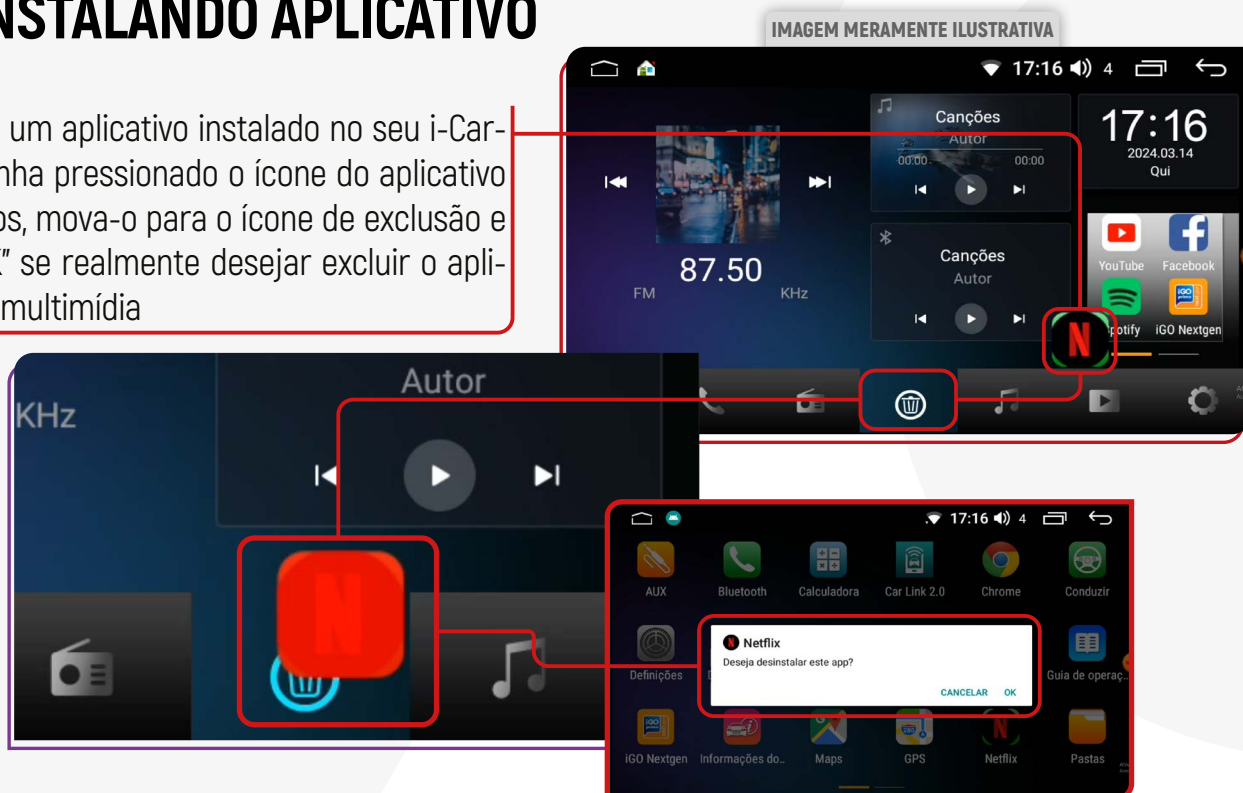 NSTALANDO APLICATIVO
IMAGEM MERAMENTE ILUSTRATIVA
um aplicativo instalado no seu i-Car-
nha pressionado o ícone do aplicativo
os, mova-o para o ícone de exclusão e
" se realmente desejar excluir o apli-
multimídia
17:16 4
Canções
Autor
00:00 00:00
17:16
2024.03.14
Qui
87.50
FM KHz
Canções
Autor
YouTube Facebook
potify iGO Nextgen
N
Autor
KHz
N
17:16 4
AUX Bluetooth Calculadora Car Link 2.0 Chrome Conduzir
Netflix
Deseja desinstalar este app?
CANCELAR OK
Definições Guia de operaç..
iGO Nextgen Informações do.. Maps GPS Netflix Pastas